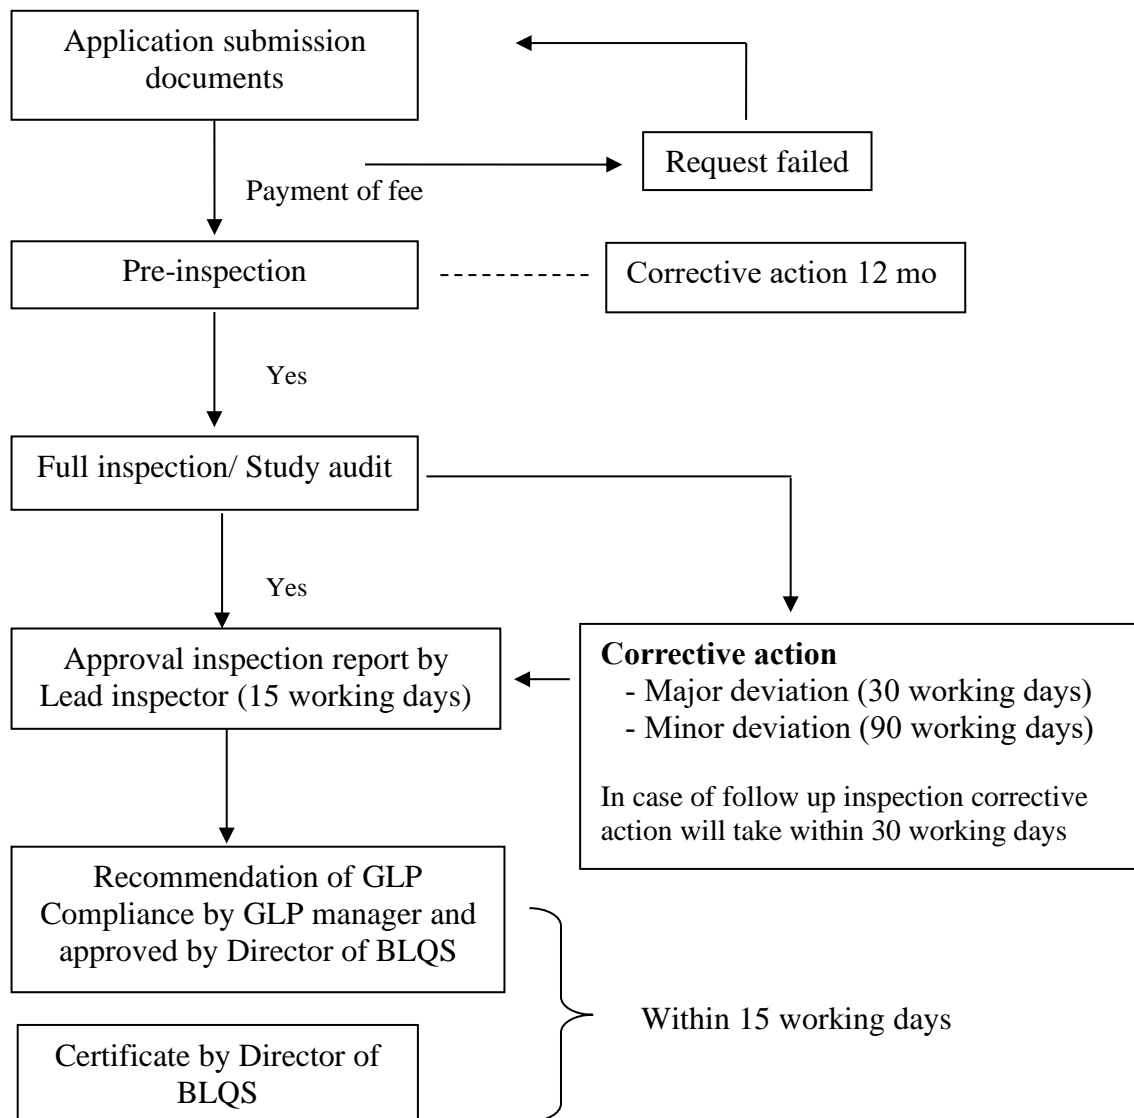 Application submission
documents
Request failed
Payment of fee
Pre-inspection
Corrective action 12 mo
Yes
Full inspection/ Study audit
Yes
Approval inspection report by
Lead inspector (15 working days)
Corrective action
- Major deviation (30 working days)
- Minor deviation (90 working days)
In case of follow up inspection corrective
action will take within 30 working days
Recommendation of GLP
Compliance by GLP manager and
approved by Director of BLQS
Within 15 working days
Certificate by Director of
BLQS